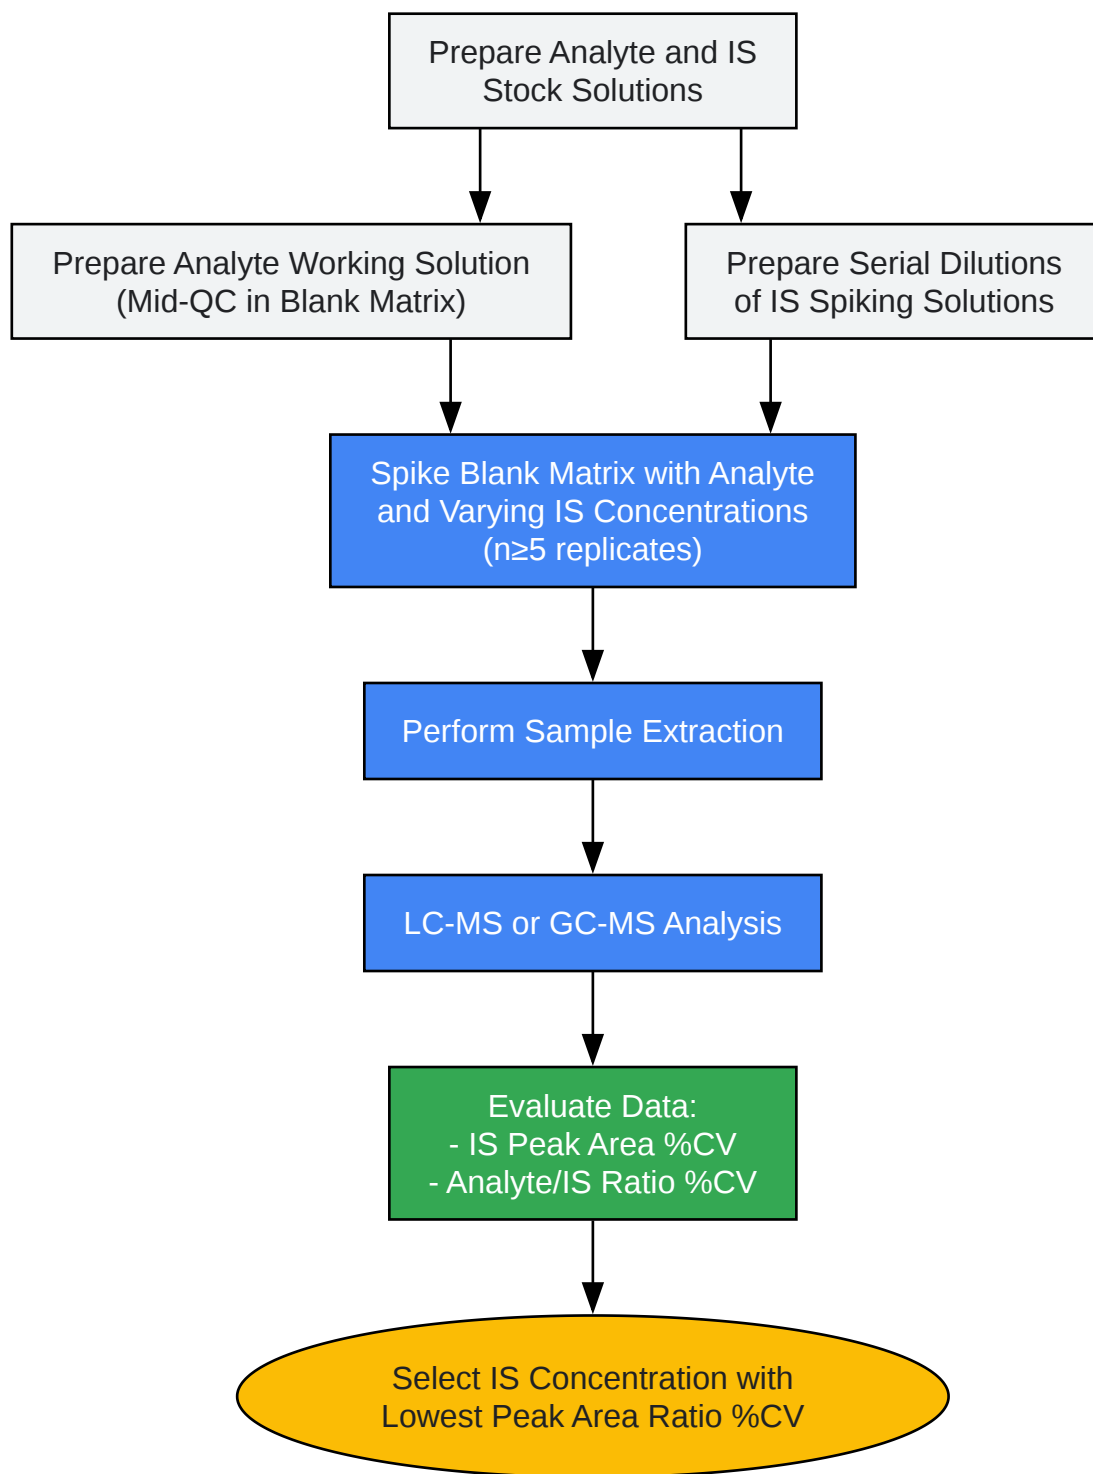 Prepare Analyte and IS
Stock Solutions
Prepare Analyte Working Solution
(Mid-QC in Blank Matrix)
Prepare Serial Dilutions
of IS Spiking Solutions
Spike Blank Matrix with Analyte
and Varying IS Concentrations
(n≥5 replicates)
Perform Sample Extraction
LC-MS or GC-MS Analysis
Evaluate Data:
- IS Peak Area %CV
- Analyte/IS Ratio %CV
Select IS Concentration with
Lowest Peak Area Ratio %CV